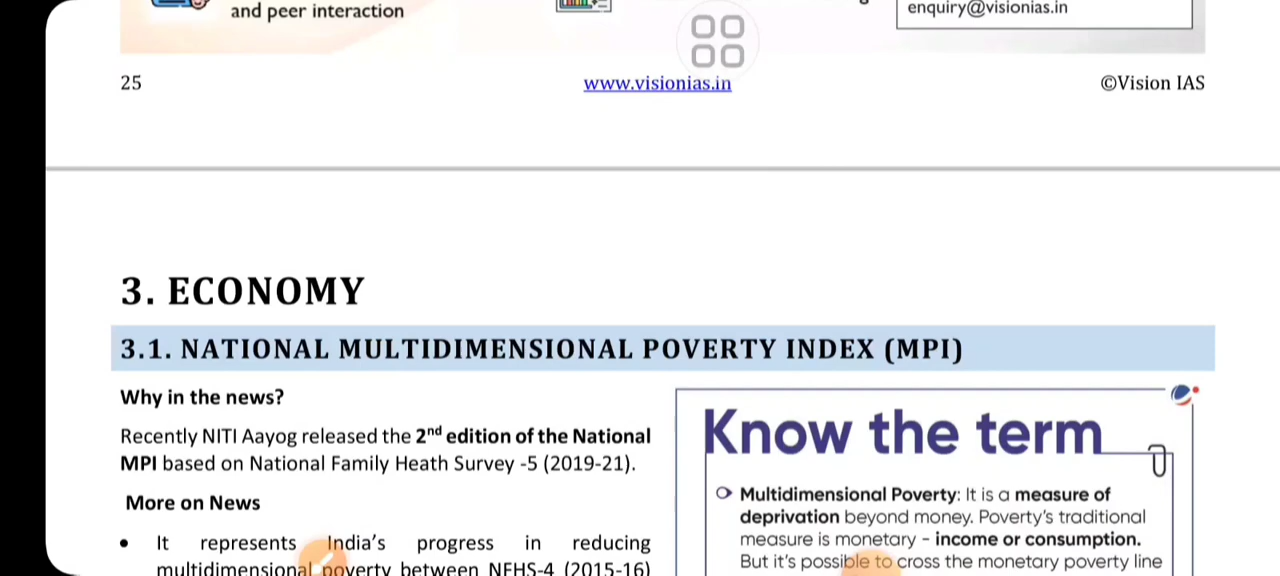 and peer interaction
enquiry@visionias.in
25
www.visionias.in
©Vision IAS
3. ECONOMY
3.1. NATIONAL MULTIDIMENSIONAL POVERTY INDEX (MPI)
Why in the news?
Recently NITI Aayog released the 2nd edition of the National
MPI based on National Family Heath Survey -5 (2019-21).
More on News
• It represents India's progress in reducing
multidimensional poverty between NFHS-4 (2015-16)
Know the term
Multidimensional Poverty: It is a measure of
deprivation beyond money. Poverty's traditional
measure is monetary – income or consumption.
But it's possible to cross the monetary poverty line